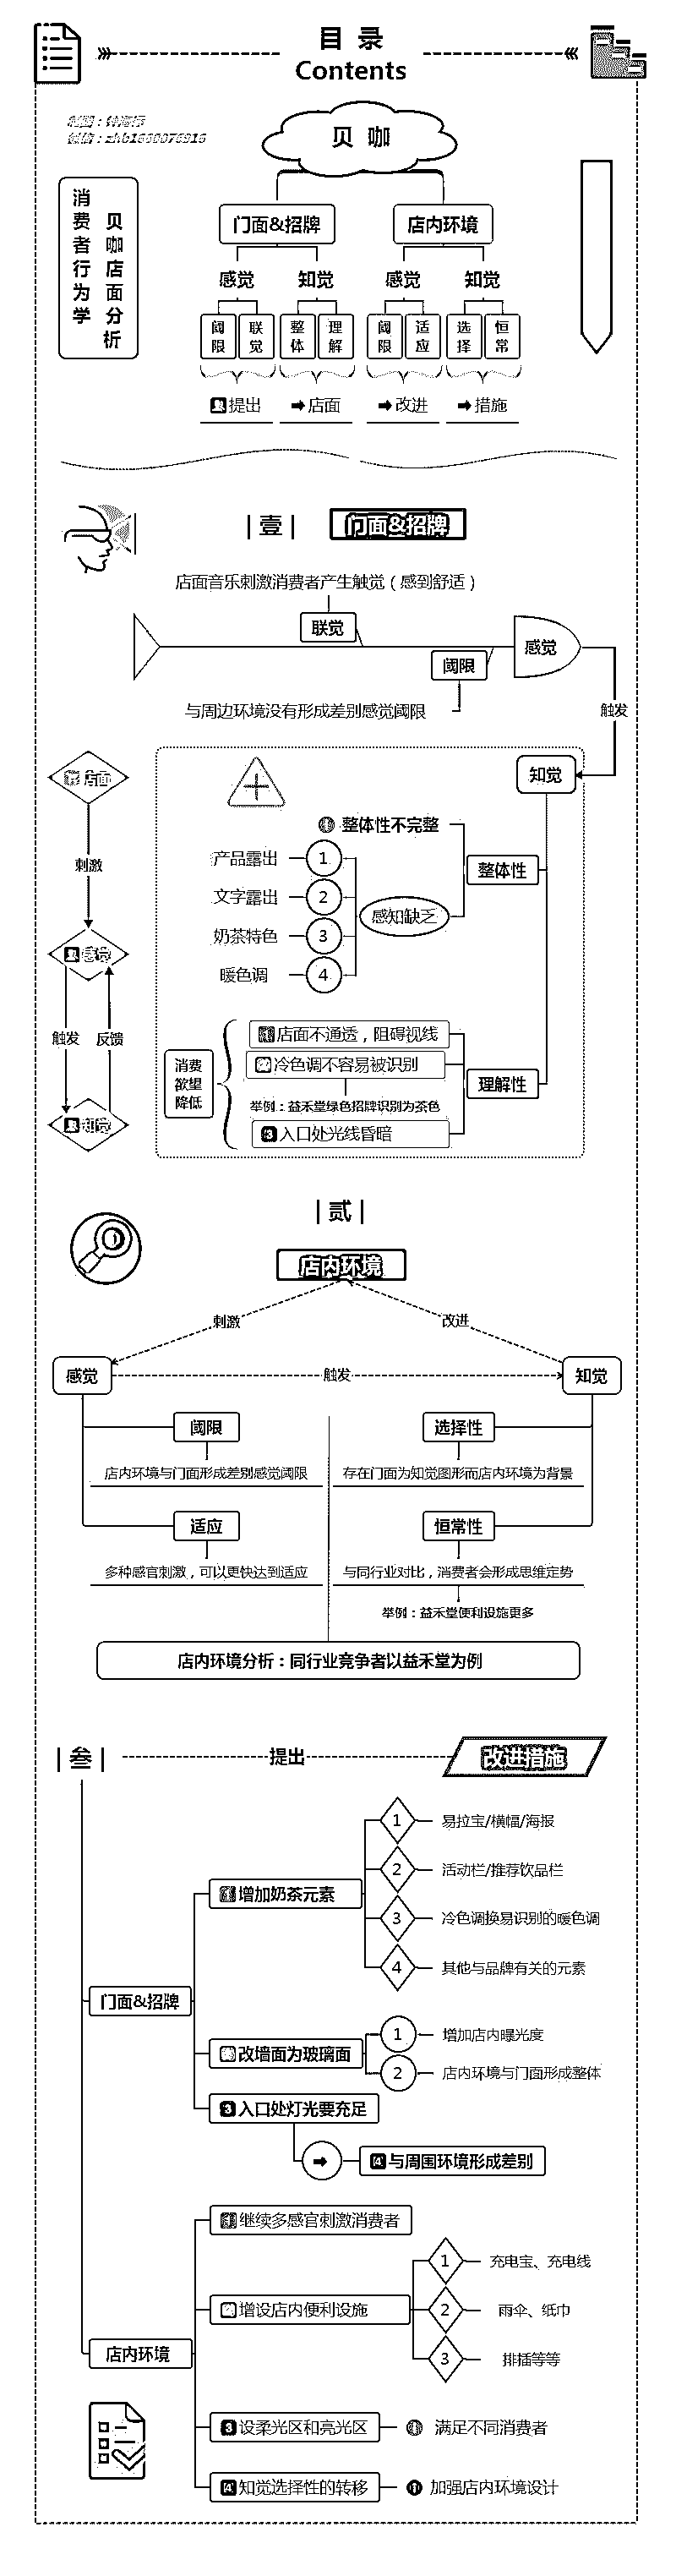 目 录
Contents
贝 咖
消费者行为学
贝咖店面分析
门面&招牌
店内环境
感觉
知觉
感觉
知觉
阈限
联觉
整体
理解
阈限
适应
选择
恒常
提出
店面
改进
措施
壹
门面&招牌
店面音乐刺激消费者产生触觉（感到舒适）
联觉
感觉
阈限
与周边环境没有形成差别感觉阈限
触发
店面
刺激
感觉
触发
反馈
知觉
知觉
整体性不完整
整体性
产品露出
1
文字露出
2
奶茶特色
3
暖色调
4
感知缺乏
店面不通透，阻碍视线
冷色调不容易被识别
举例：益禾堂绿色招牌识别为茶色
3 入口处光线昏暗
消费欲望降低
理解性
贰
店内环境
刺激
改进
感觉
触发
知觉
阈限
选择性
店内环境与门面形成差别感觉阈限
存在门面为知觉图形而店内环境为背景
适应
恒常性
多种感官刺激，可以更快达到适应
与同行业对比，消费者会形成思维定势
举例：益禾堂便利设施更多
店内环境分析：同行业竞争者以益禾堂为例
叁
提出
改进措施
门面&招牌
增加奶茶元素
1 易拉宝/横幅/海报
2 活动栏/推荐饮品栏
3 冷色调换易识别的暖色调
4 其他与品牌有关的元素
改墙面为玻璃面
1 增加店内曝光度
2 店内环境与门面形成整体
3 入口处灯光要充足
4 与周围环境形成差别
店内环境
继续多感官刺激消费者
增设店内便利设施
1 充电宝、充电线
2 雨伞、纸巾
3 排插等等
3 设柔光区和亮光区
满足不同消费者
4 知觉选择性的转移
1 加强店内环境设计